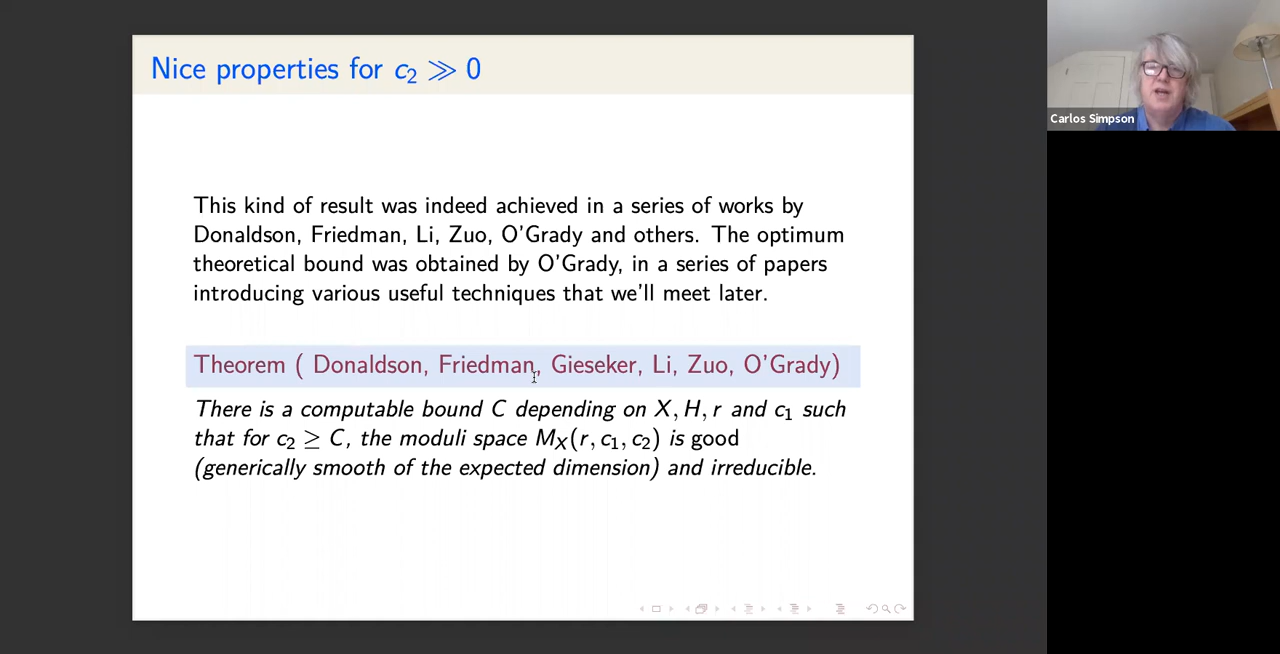 Nice properties for c₂ ≫ 0
This kind of result was indeed achieved in a series of works by
Donaldson, Friedman, Li, Zuo, O'Grady and others. The optimum
theoretical bound was obtained by O'Grady, in a series of papers
introducing various useful techniques that we'll meet later.
Theorem ( Donaldson, Friedman, Gieseker, Li, Zuo, O'Grady)
There is a computable bound C depending on X, H, r and c₁ such
that for c₂ ≥ C, the moduli space M_X(r, c₁, c₂) is good
(generically smooth of the expected dimension) and irreducible.
Carlos Simpson